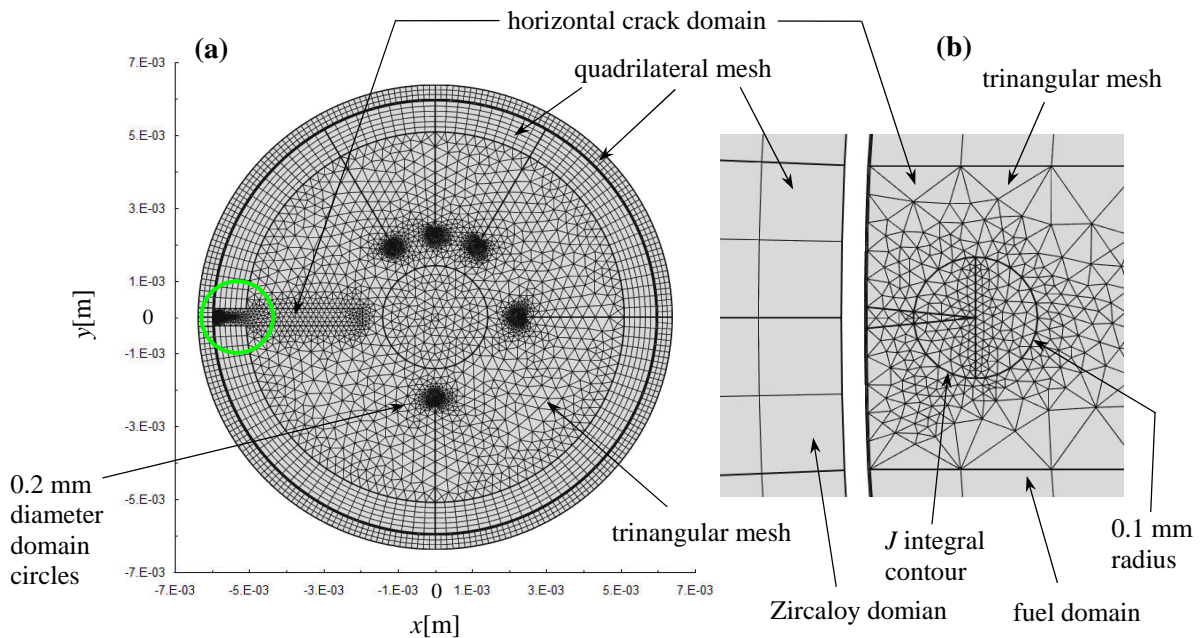 horizontal crack domain
(a)
(b)
quadrilateral mesh
trinangular mesh
7.E-03
5.E-03
3.E-03
1.E-03
0
-1.E-03
-3.E-03
-5.E-03
-7.E-03
y[m]
-7.E-03 -5.E-03 -3.E-03 -1.E-03 0 1.E-03 3.E-03 5.E-03 7.E-03
x[m]
0.2 mm
diameter
domain
circles
trinangular mesh
J integral
contour
0.1 mm
radius
Zircaloy domian
fuel domain